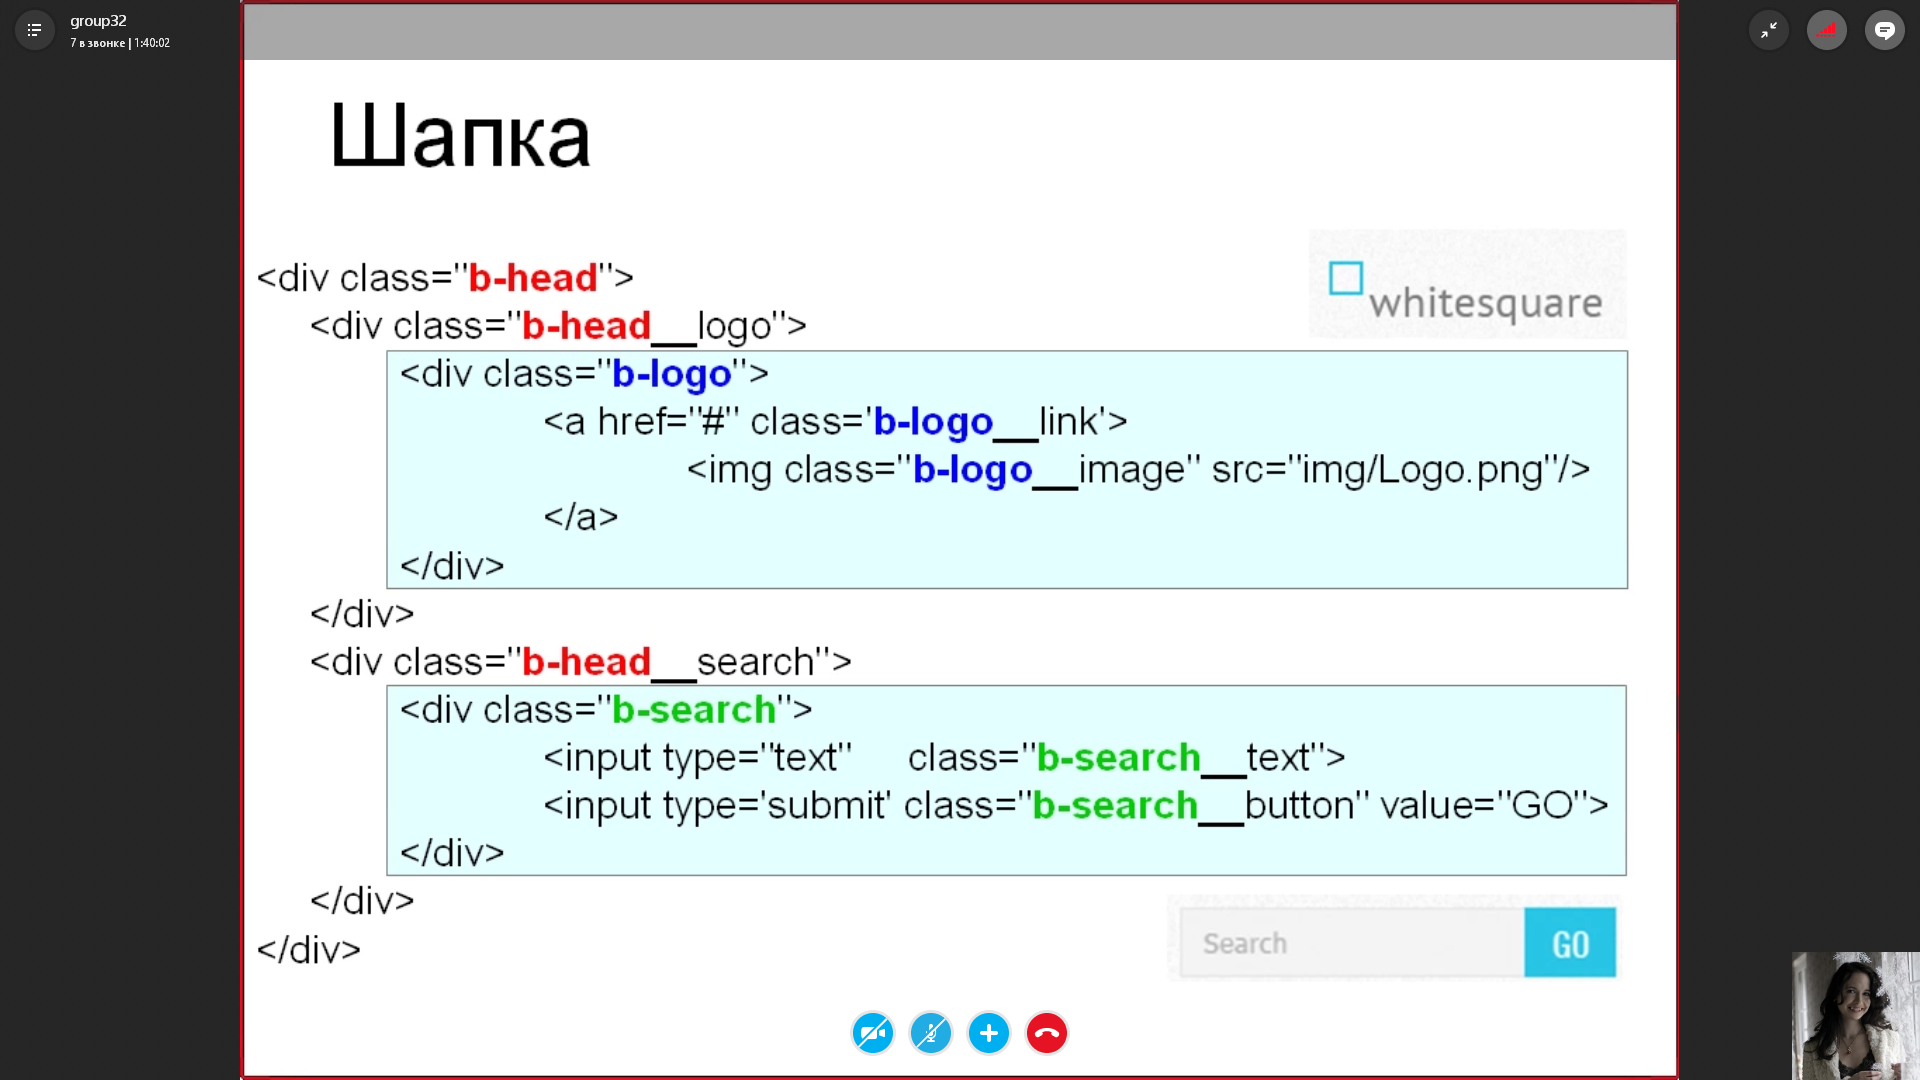 group32
7 в звонке | 1:40:02
Шапка
whitesquare
<div class="b-head">
<div class="b-head__logo">
<div class="b-logo">
<a href="#" class='b-logo__link'>
<img class="b-logo__image" src="img/Logo.png"/>
</a>
</div>
</div>
<div class="b-head__search">
<div class="b-search">
<input type="text" class="b-search__text">
<input type='submit' class="b-search__button" value="GO">
</div>
</div>
</div>
Search GO